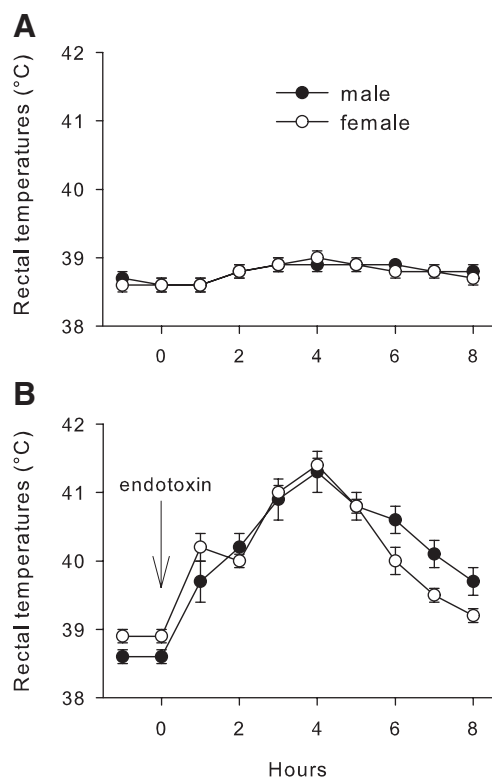 A
42
41
40
39
38
Rectal temperatures (°C)
male
female
0 2 4 6 8
B
42
41
40
39
38
Rectal temperatures (°C)
endotoxin
0 2 4 6 8
Hours